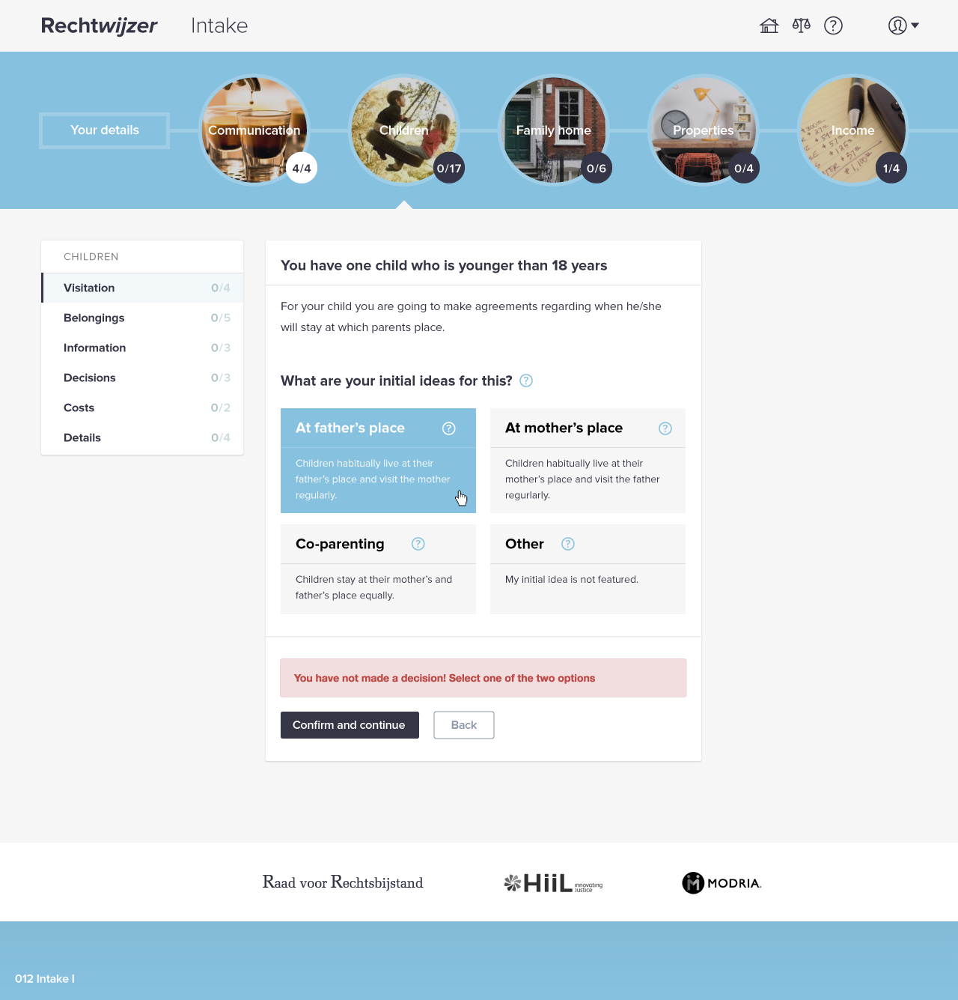 Rechtwijzer Intake
Your details
Communication
4/4
Children
0/17
Family home
0/6
Properties
0/4
Income
1/4
CHILDREN
Visitation 0/4
Belongings 0/5
Information 0/3
Decisions 0/3
Costs 0/2
Details 0/4
You have one child who is younger than 18 years
For your child you are going to make agreements regarding when he/she
will stay at which parents place.
What are your initial ideas for this? ?
At father’s place ?
Children habitually live at their
father’s place and visit the mother
regularly.
At mother’s place ?
Children habitually live at their
mother’s place and visit the father
regurlarly.
Co-parenting ?
Children stay at their mother’s and
father’s place equally.
Other ?
My initial idea is not featured.
You have not made a decision! Select one of the two options
Confirm and continue
Back
Raad voor Rechtsbijstand
HiiL innovating
justice
MODRIA.
012 Intake I